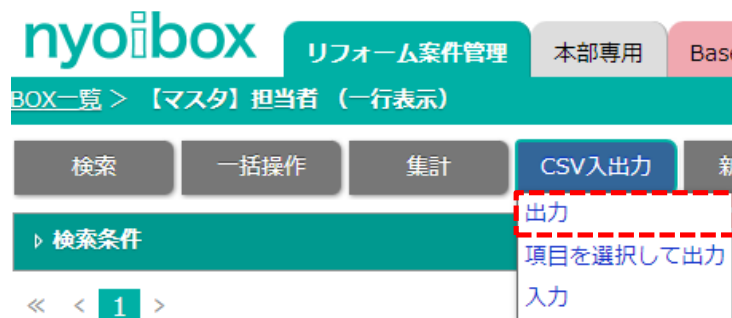 nyoibox リフォーム案件管理 本部専用 Base
BOX一覧 > 【マスタ】担当者 （一行表示）
検索 一括操作 集計 CSV入出力
出力
▷ 検索条件
項目を選択して出力
入力
≪ < 1 >